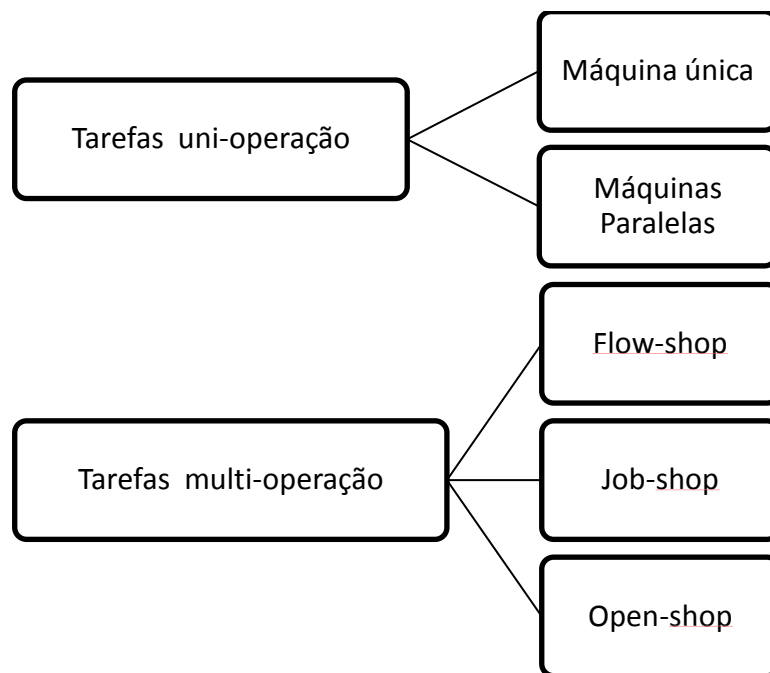 Máquina única
Tarefas uni-operação
Máquinas
Paralelas
Flow-shop
Tarefas multi-operação
Job-shop
Open-shop